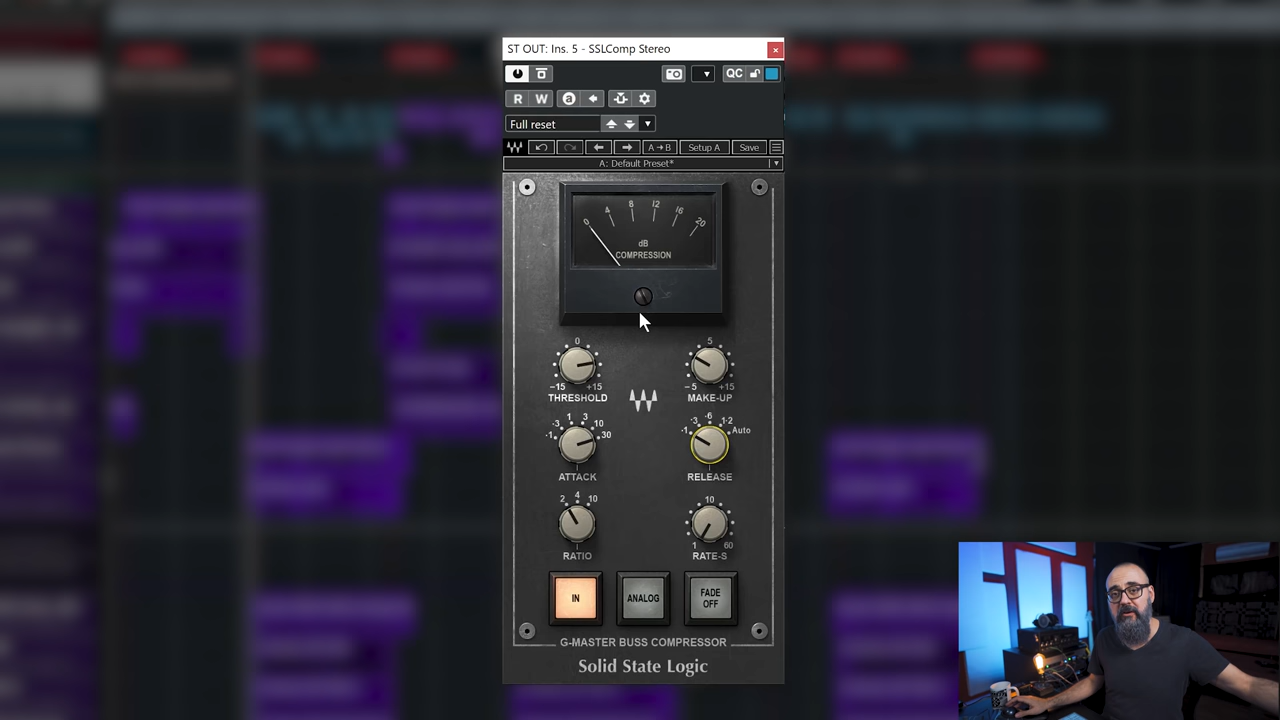 ST OUT: Ins. 5 - SSLComp Stereo
QC
R W a
Full reset
A→B Setup A Save
A: Default Preset*
0 4 8 12 16 20
dB
COMPRESSION
0 5
-15 +15 -5 +15
THRESHOLD MAKE-UP
.1 .3 1 3 10 30 .1 .3 .6 1.2 Auto
ATTACK RELEASE
2 4 10 10
1 60
RATIO RATE-S
IN ANALOG FADE OFF
G-MASTER BUSS COMPRESSOR
Solid State Logic